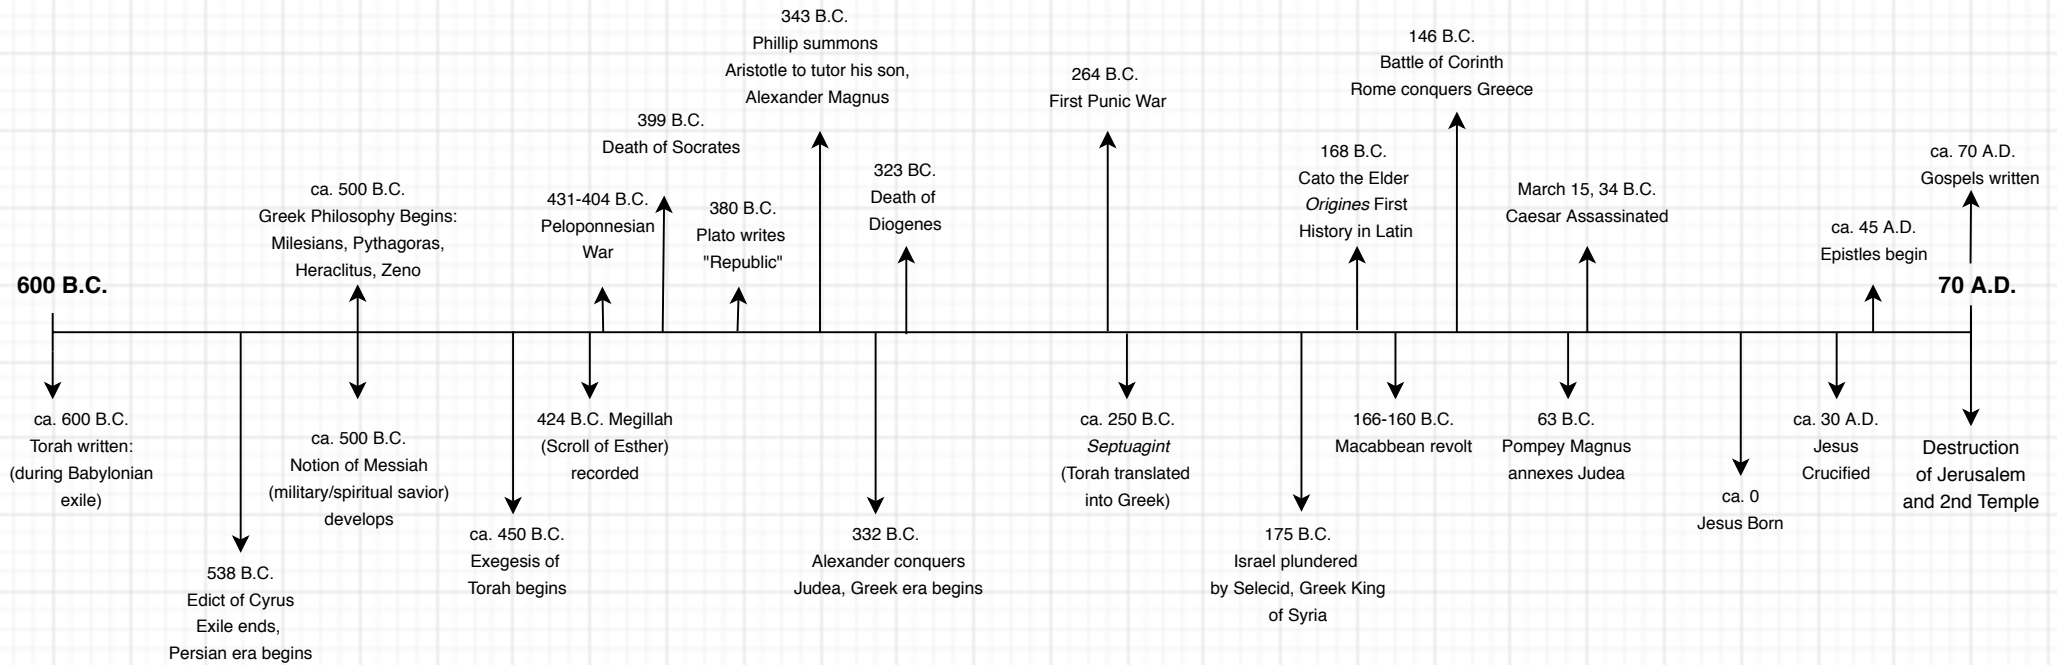 343 B.C.
Phillip summons
Aristotle to tutor his son,
Alexander Magnus
146 B.C.
Battle of Corinth
Rome conquers Greece
264 B.C.
First Punic War
399 B.C.
Death of Socrates
168 B.C.
Cato the Elder
Origines First
History in Latin
ca. 70 A.D.
Gospels written
323 BC.
Death of
Diogenes
ca. 500 B.C.
Greek Philosophy Begins:
Milesians, Pythagoras,
Heraclitus, Zeno
431-404 B.C.
Peloponnesian
War
380 B.C.
Plato writes
"Republic"
March 15, 34 B.C.
Caesar Assassinated
ca. 45 A.D.
Epistles begin
600 B.C.
70 A.D.
ca. 600 B.C.
Torah written:
(during Babylonian
exile)
538 B.C.
Edict of Cyrus
Exile ends,
Persian era begins
ca. 500 B.C.
Notion of Messiah
(military/spiritual savior)
develops
ca. 450 B.C.
Exegesis of
Torah begins
424 B.C. Megillah
(Scroll of Esther)
recorded
332 B.C.
Alexander conquers
Judea, Greek era begins
ca. 250 B.C.
Septuagint
(Torah translated
into Greek)
175 B.C.
Israel plundered
by Selecid, Greek King
of Syria
166-160 B.C.
Macabbean revolt
63 B.C.
Pompey Magnus
annexes Judea
ca. 0
Jesus Born
ca. 30 A.D.
Jesus
Crucified
Destruction
of Jerusalem
and 2nd Temple